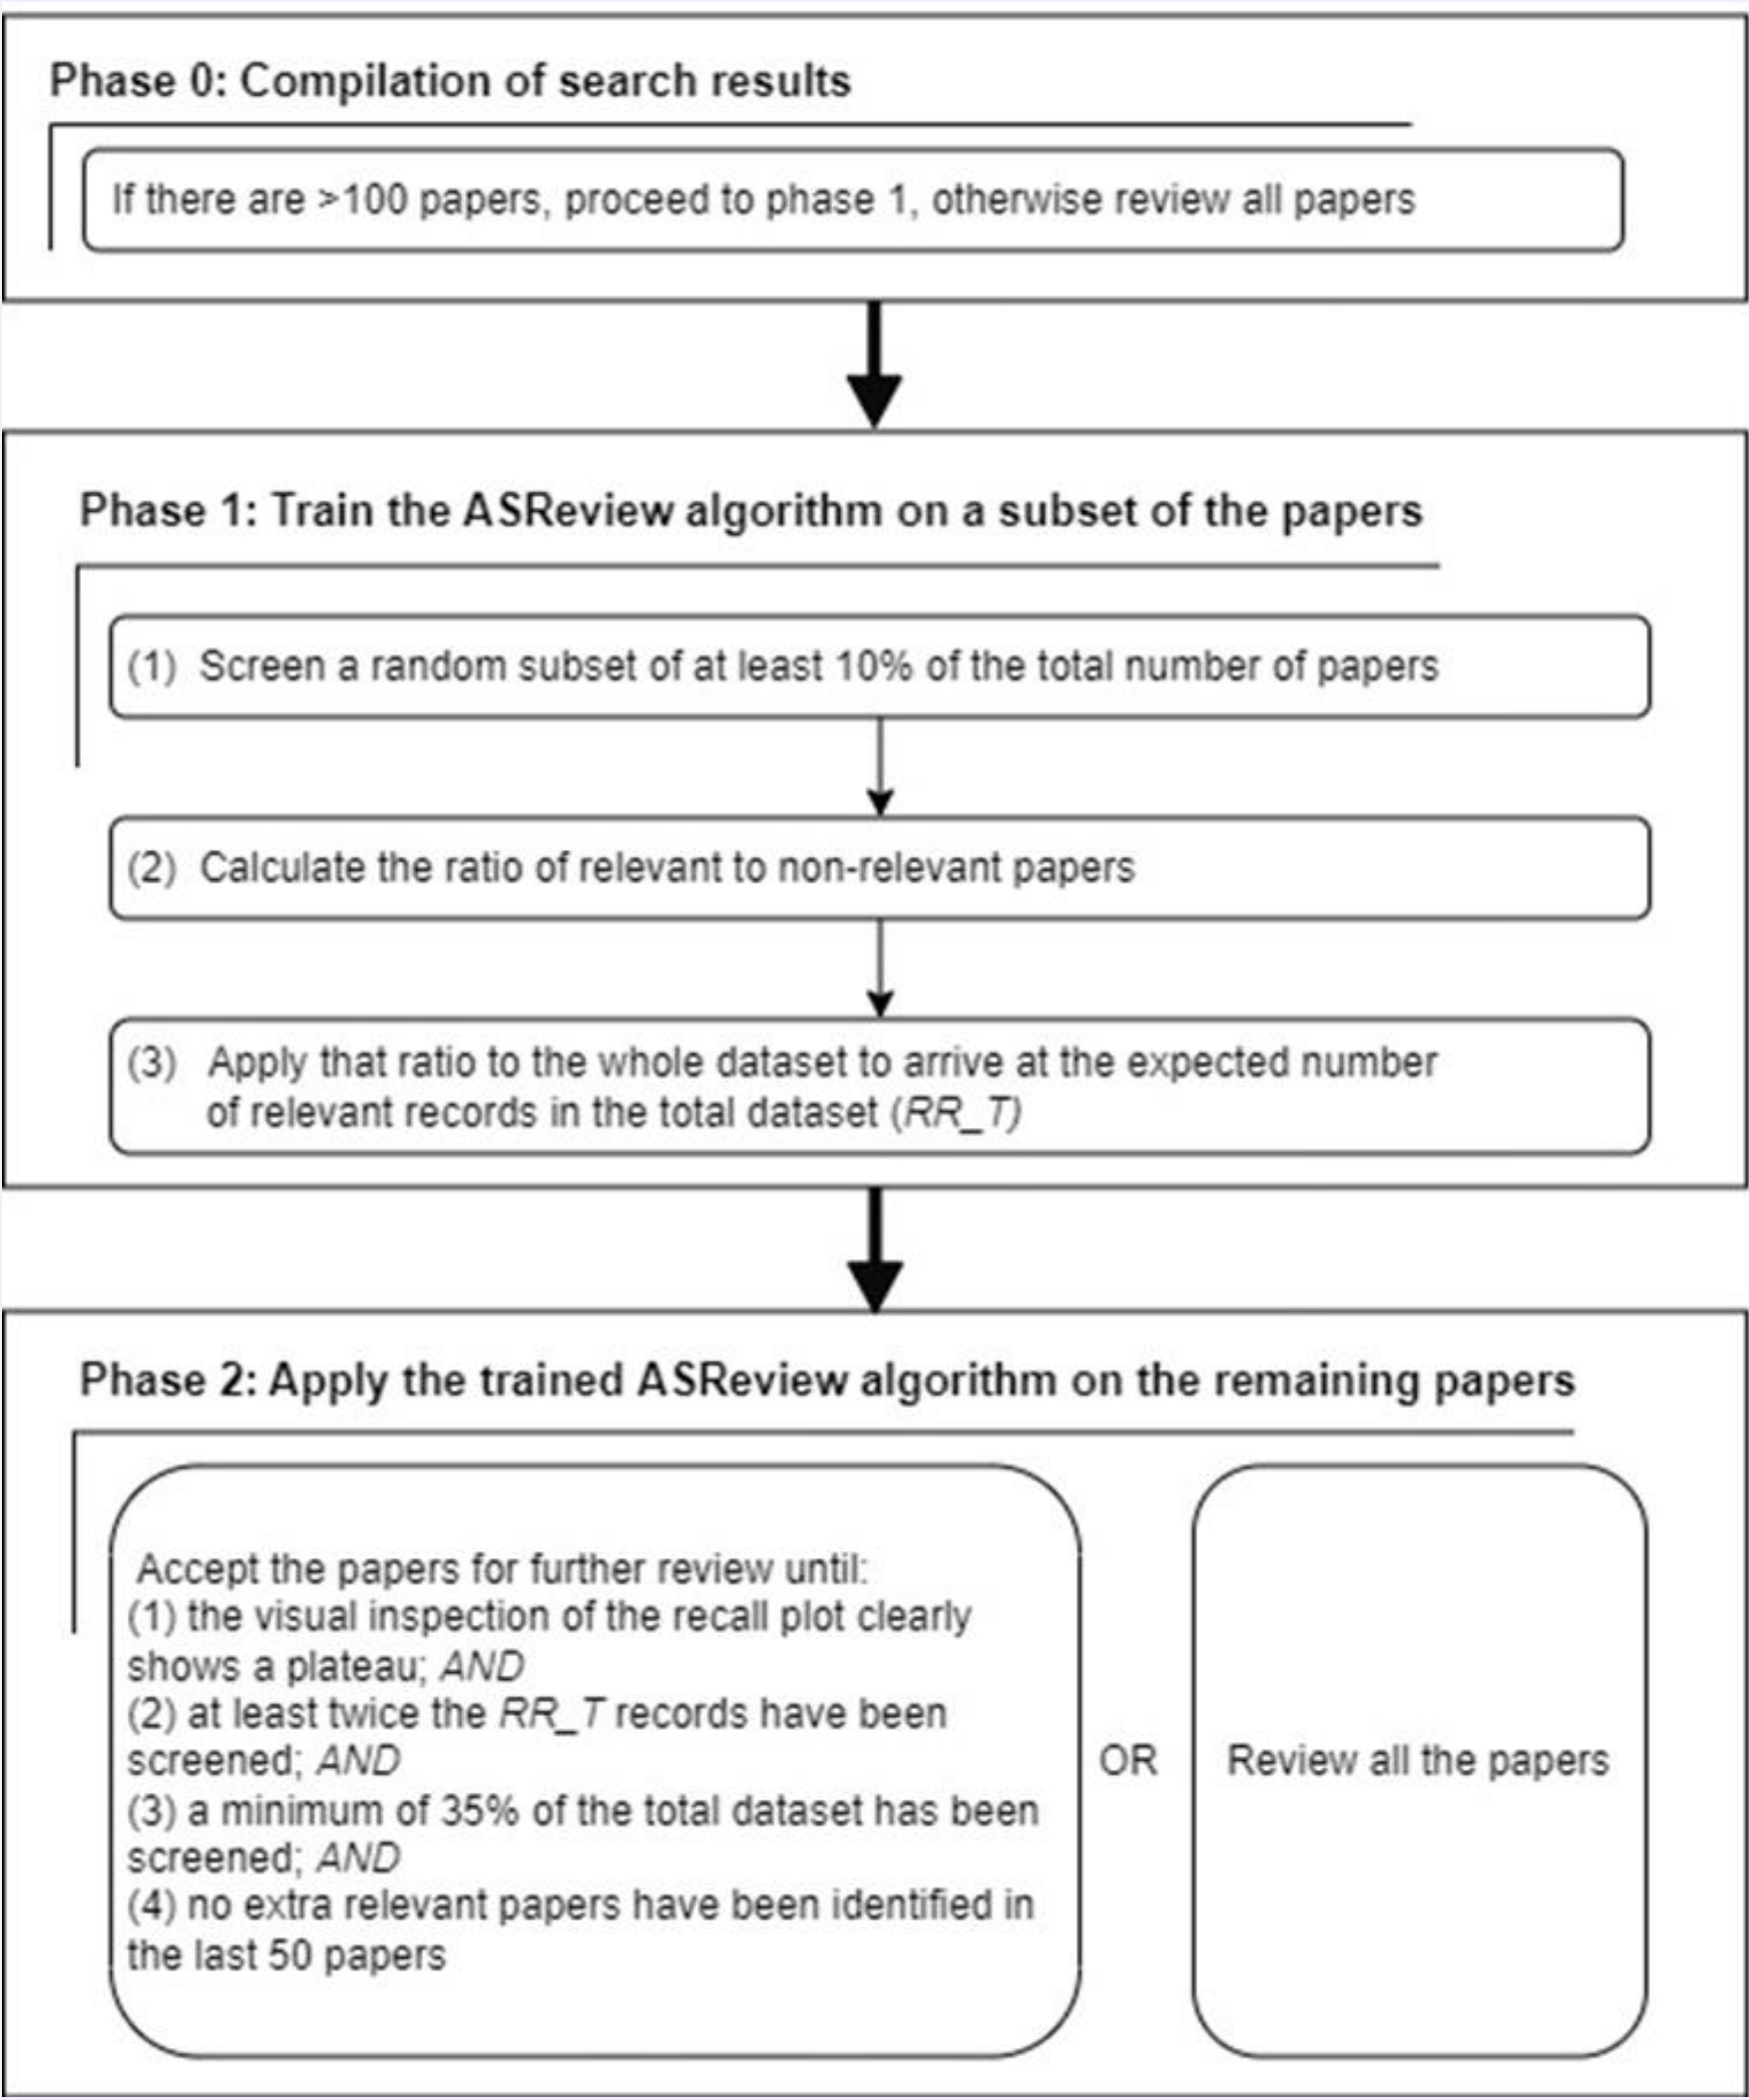 Phase 0: Compilation of search results
If there are >100 papers, proceed to phase 1, otherwise review all papers
Phase 1: Train the ASReview algorithm on a subset of the papers
(1) Screen a random subset of at least 10% of the total number of papers
(2) Calculate the ratio of relevant to non-relevant papers
(3) Apply that ratio to the whole dataset to arrive at the expected number
of relevant records in the total dataset (RR_T)
Phase 2: Apply the trained ASReview algorithm on the remaining papers
Accept the papers for further review until:
(1) the visual inspection of the recall plot clearly
shows a plateau; AND
(2) at least twice the RR_T records have been
screened; AND
(3) a minimum of 35% of the total dataset has been
screened; AND
(4) no extra relevant papers have been identified in
the last 50 papers
OR
Review all the papers